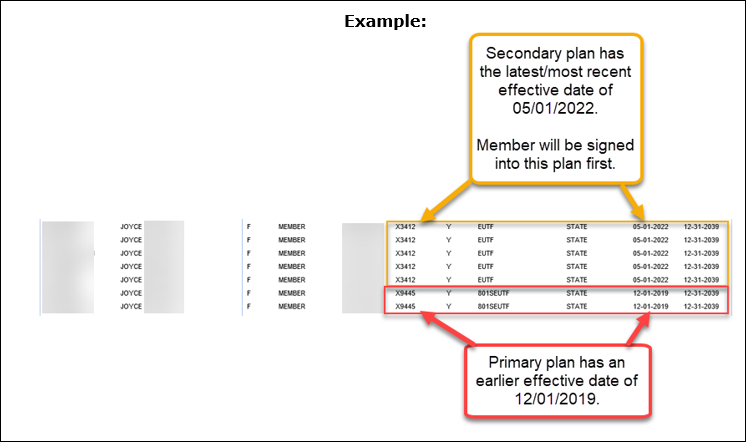 Example:
Secondary plan has
the latest/most recent
effective date of
05/01/2022.
Member will be signed
into this plan first.
JOYCE F MEMBER X3412 Y EUTF STATE 05-01-2022 12-31-2039
JOYCE F MEMBER X3412 Y EUTF STATE 05-01-2022 12-31-2039
JOYCE F MEMBER X3412 Y EUTF STATE 05-01-2022 12-31-2039
JOYCE F MEMBER X3412 Y EUTF STATE 05-01-2022 12-31-2039
JOYCE F MEMBER X3412 Y EUTF STATE 05-01-2022 12-31-2039
JOYCE F MEMBER X9445 Y 801SEUTF STATE 12-01-2019 12-31-2039
JOYCE F MEMBER X9445 Y 801SEUTF STATE 12-01-2019 12-31-2039
Primary plan has an
earlier effective date of
12/01/2019.